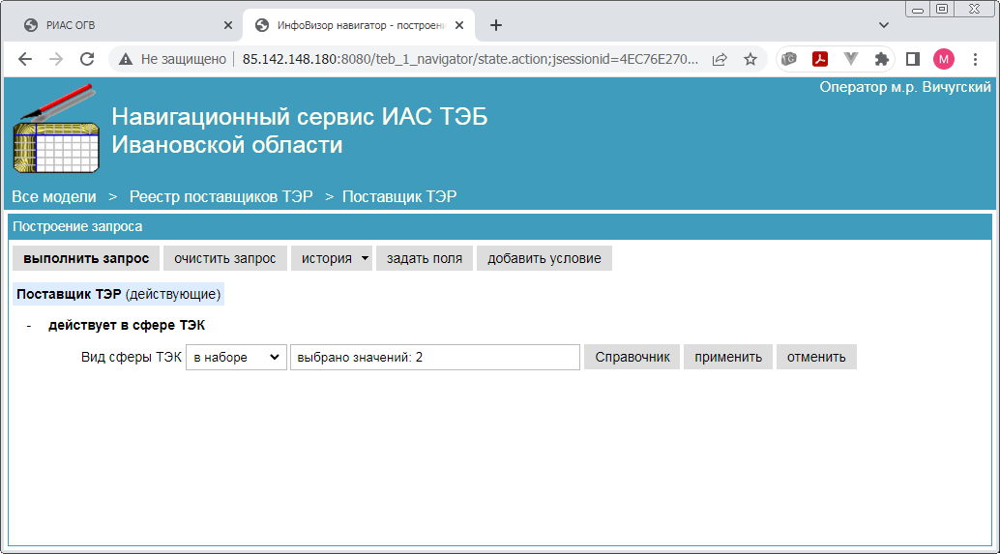 РИАС ОГВ
ИнфоВизор навигатор - построени
Не защищено 85.142.148.180:8080/teb_1_navigator/state.action;jsessionid=4EC76E270...
M
Оператор м.р. Вичугский
Навигационный сервис ИАС ТЭБ
Ивановской области
Все модели > Реестр поставщиков ТЭР > Поставщик ТЭР
Построение запроса
выполнить запрос очистить запрос история задать поля добавить условие
Поставщик ТЭР (действующие)
- действует в сфере ТЭК
Вид сферы ТЭК в наборе выбрано значений: 2 Справочник применить отменить